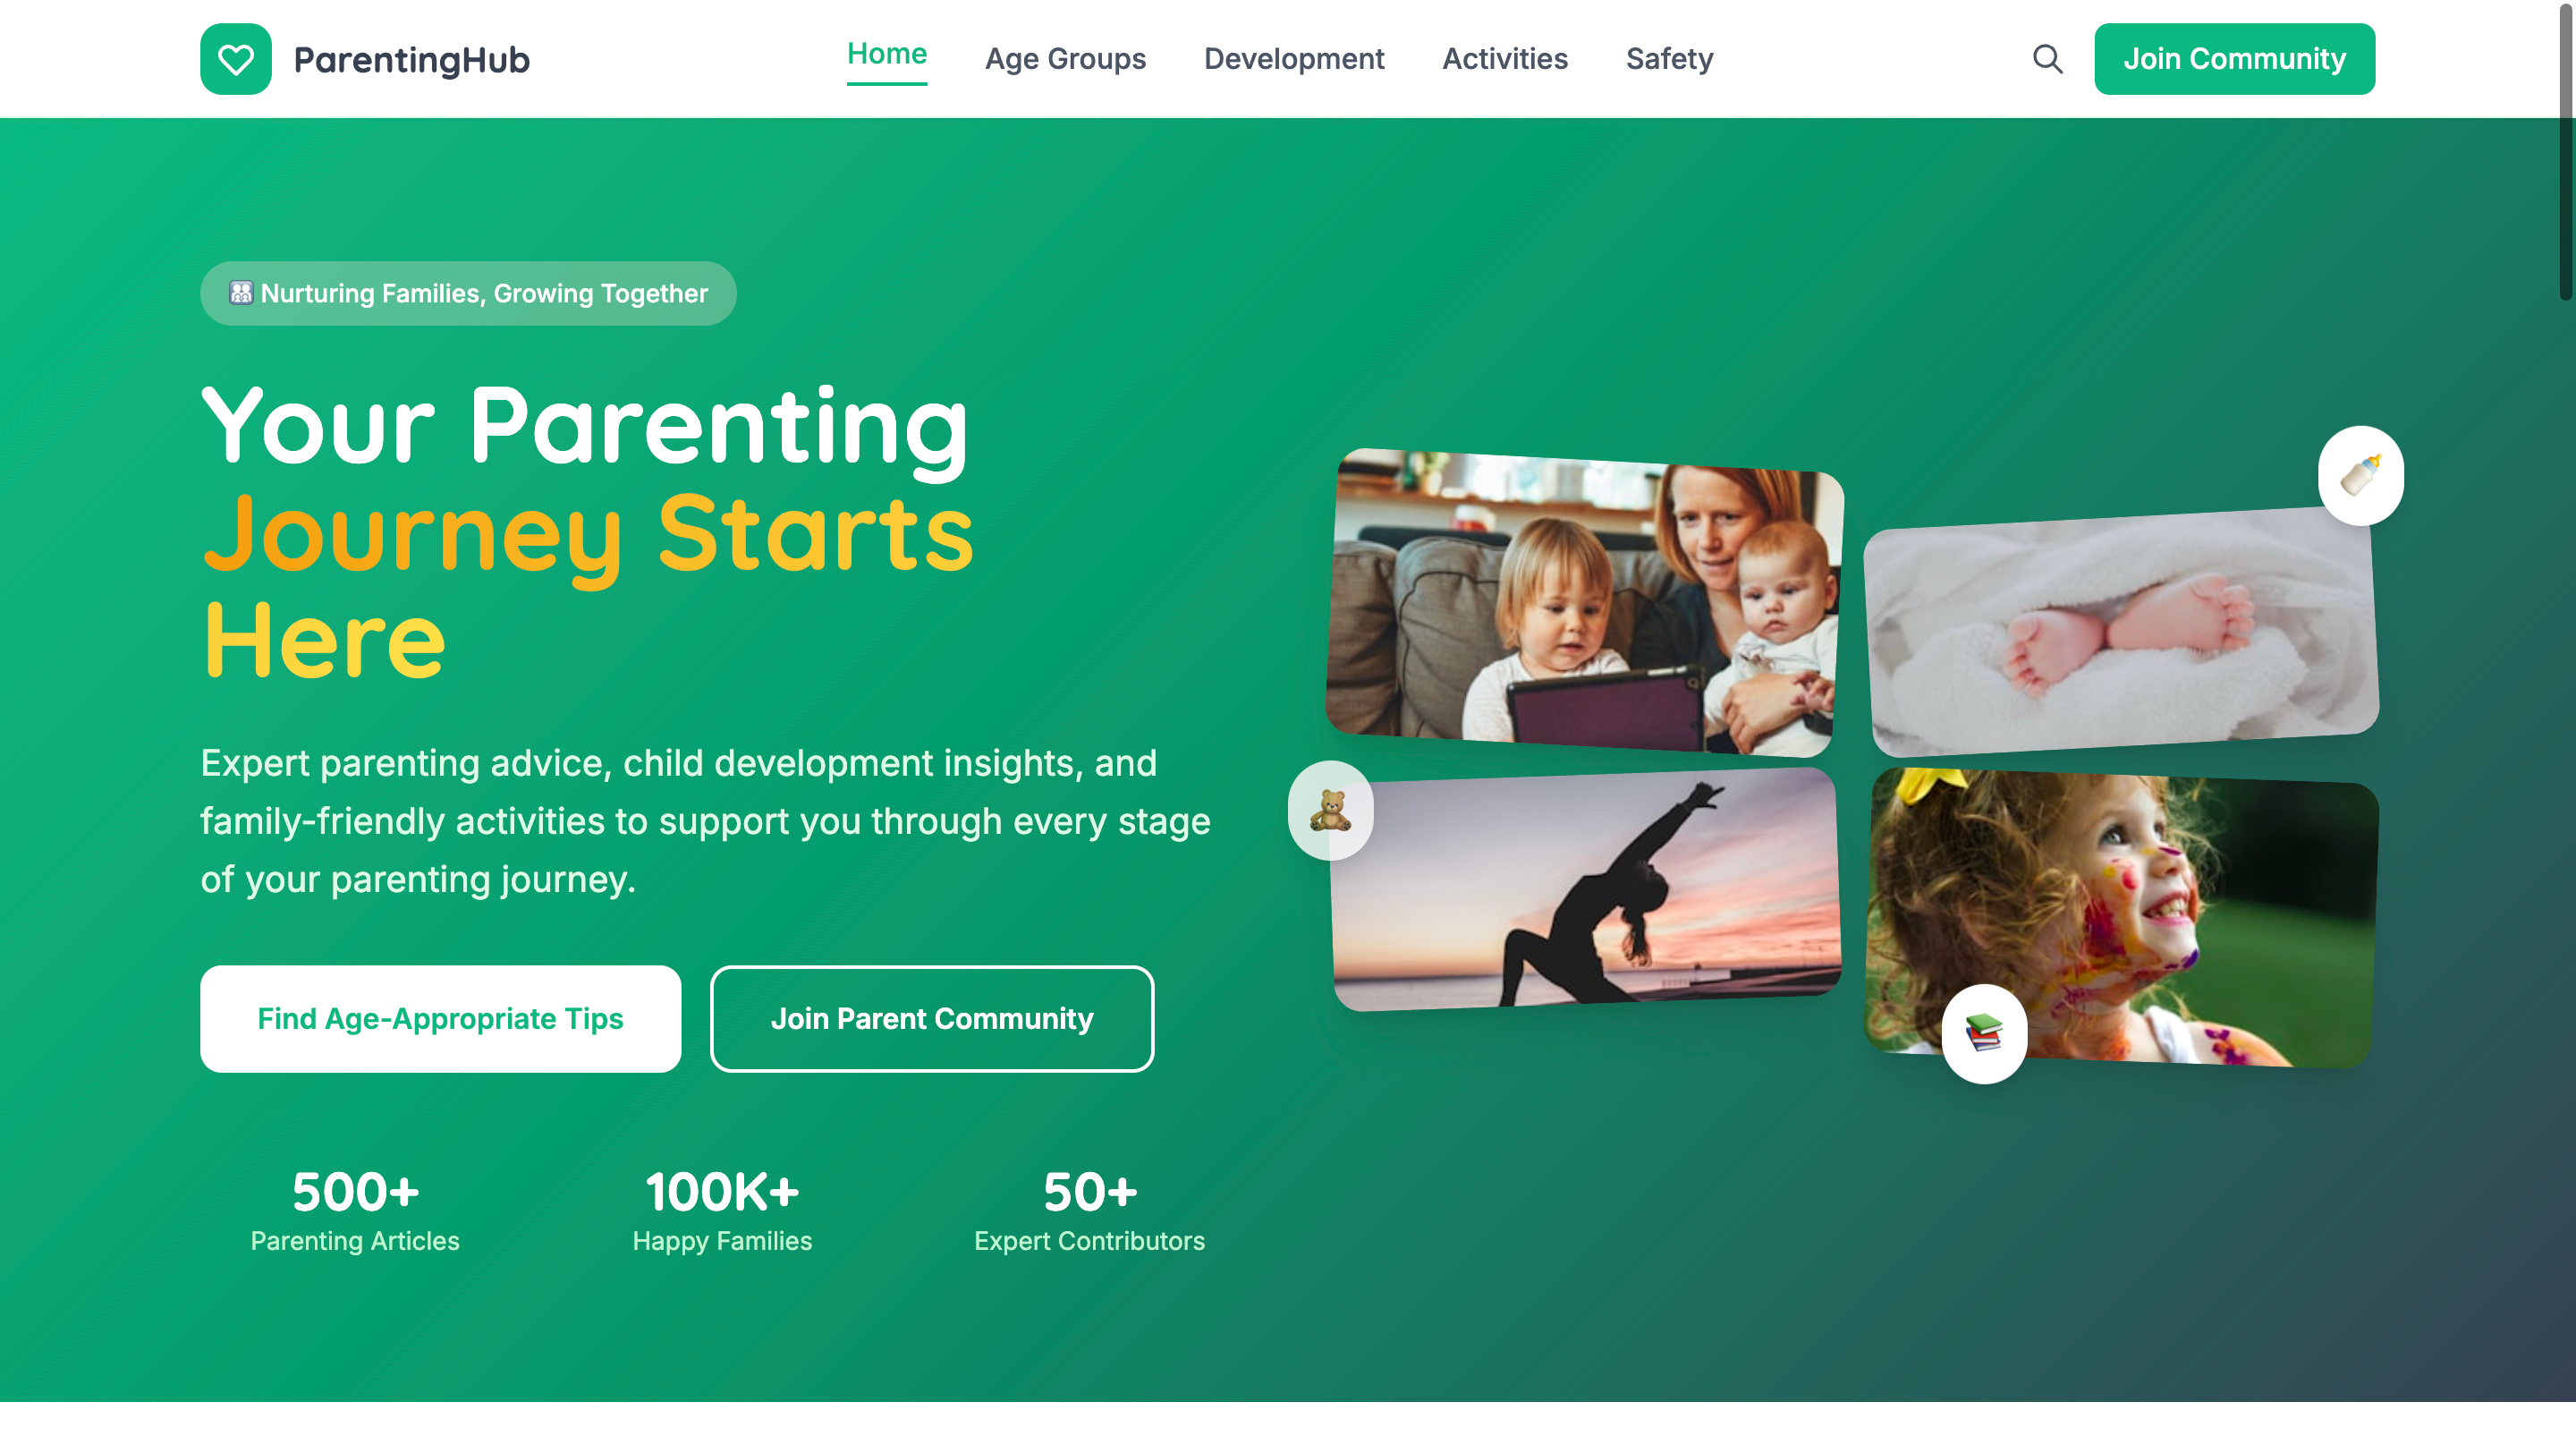 ParentingHub
Home
Age Groups
Development
Activities
Safety
Join Community
Nurturing Families, Growing Together
Your Parenting
Journey Starts
Here
Expert parenting advice, child development insights, and
family-friendly activities to support you through every stage
of your parenting journey.
Find Age-Appropriate Tips
Join Parent Community
500+
Parenting Articles
100K+
Happy Families
50+
Expert Contributors